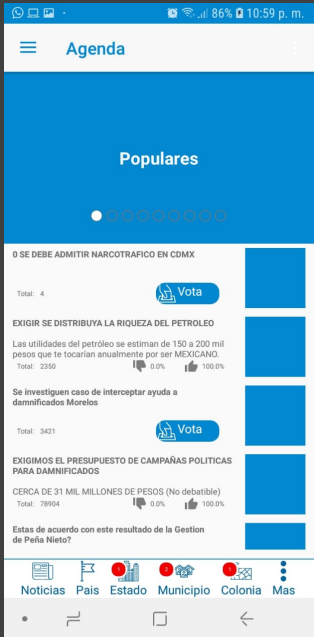 86% 10:59 p. m.
Agenda
Populares
0 SE DEBE ADMITIR NARCOTRAFICO EN CDMX
Total: 4
Vota
EXIGIR SE DISTRIBUYA LA RIQUEZA DEL PETROLEO
Las utilidades del petróleo se estiman de 150 a 200 mil
pesos que te tocarían anualmente por ser MEXICANO.
Total: 2350 0.0% 100.0%
Se investiguen caso de interceptar ayuda a
damnificados Morelos
Total: 3421
Vota
EXIGIMOS EL PRESUPUESTO DE CAMPAÑAS POLITICAS
PARA DAMNIFICADOS
CERCA DE 31 MIL MILLONES DE PESOS (No debatible)
Total: 78904 0.0% 100.0%
Estas de acuerdo con este resultado de la Gestion
de Peña Nieto?
1 2 1
Noticias Pais Estado Municipio Colonia Mas